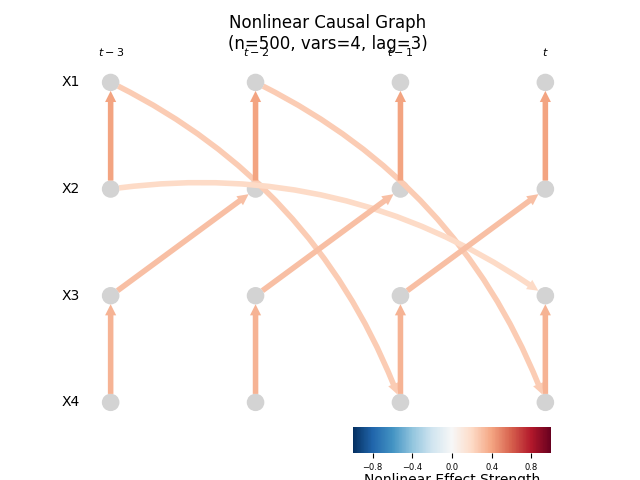 Nonlinear Causal Graph
(n=500, vars=4, lag=3)
t − 3
t − 2
t − 1
t
X1
X2
X3
X4
−0.8
−0.4
0.0
0.4
0.8
Nonlinear Effect Strength